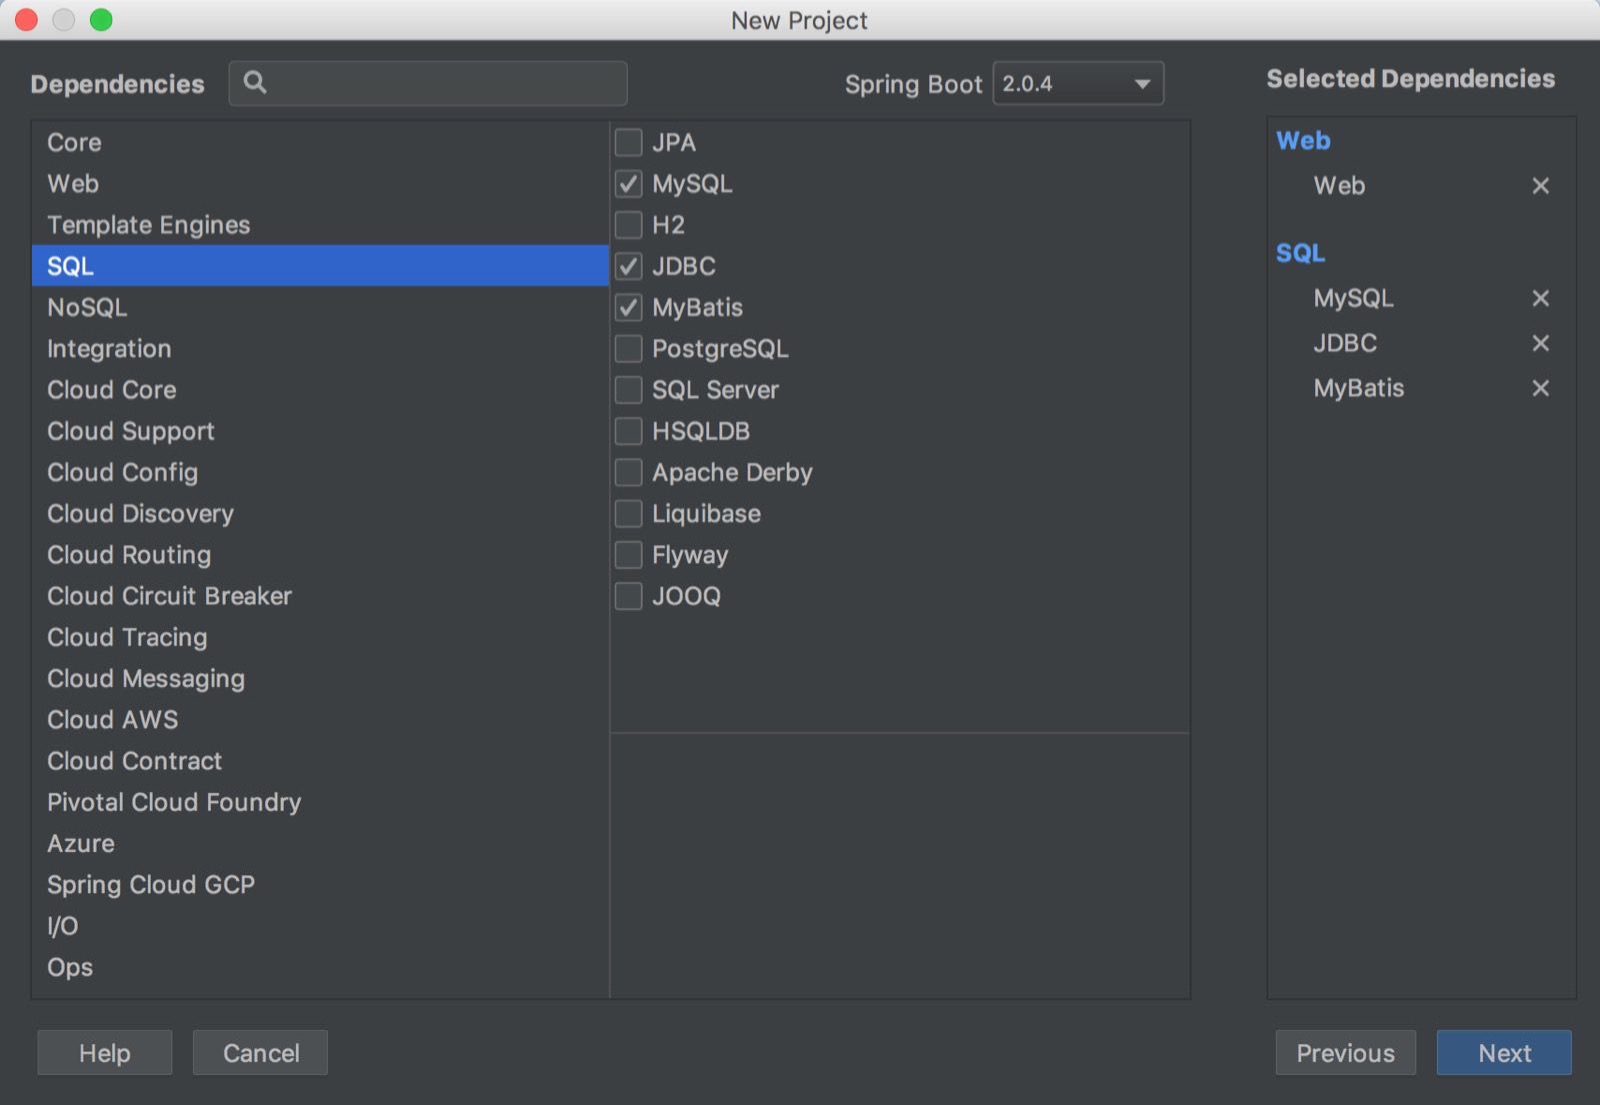 New Project
Dependencies
Spring Boot 2.0.4
Selected Dependencies
Core
Web
Template Engines
SQL
NoSQL
Integration
Cloud Core
Cloud Support
Cloud Config
Cloud Discovery
Cloud Routing
Cloud Circuit Breaker
Cloud Tracing
Cloud Messaging
Cloud AWS
Cloud Contract
Pivotal Cloud Foundry
Azure
Spring Cloud GCP
I/O
Ops
JPA
MySQL
H2
JDBC
MyBatis
PostgreSQL
SQL Server
HSQLDB
Apache Derby
Liquibase
Flyway
JOOQ
Web
Web
SQL
MySQL
JDBC
MyBatis
Help
Cancel
Previous
Next